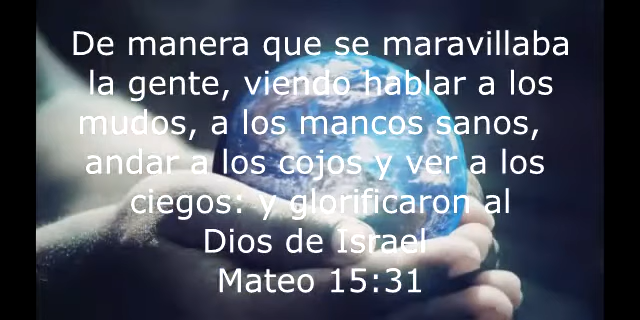 De manera que se maravillaba
la gente, viendo hablar a los
mudos, a los mancos sanos,
andar a los cojos y ver a los
ciegos: y glorificaron al
Dios de Israel
Mateo 15:31